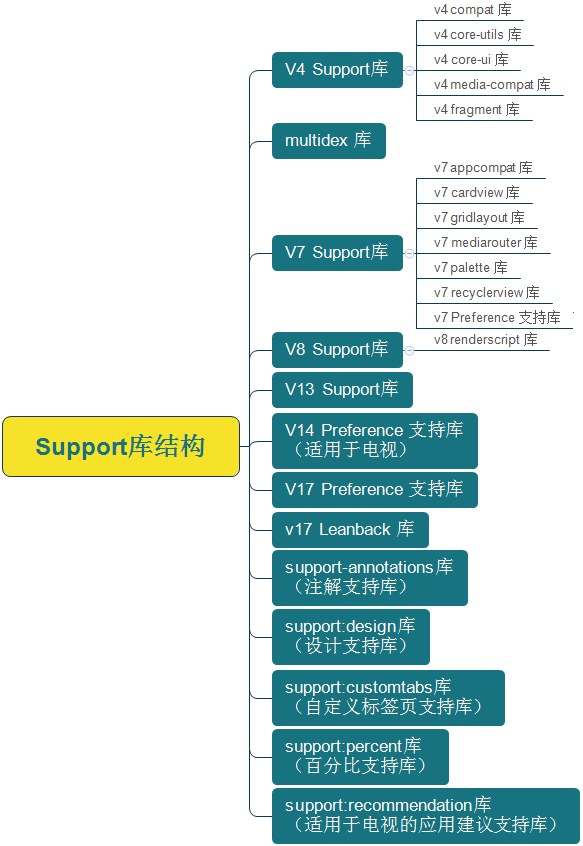 Support库结构
V4 Support库
v4 compat 库
v4 core-utils 库
v4 core-ui 库
v4 media-compat 库
v4 fragment 库
multidex 库
V7 Support库
v7 appcompat 库
v7 cardview 库
v7 gridlayout 库
v7 mediarouter 库
v7 palette 库
v7 recyclerview 库
v7 Preference 支持库
V8 Support库
v8 renderscript 库
V13 Support库
V14 Preference 支持库
（适用于电视）
V17 Preference 支持库
v17 Leanback 库
support-annotations库
（注解支持库）
support:design库
（设计支持库）
support:customtabs库
（自定义标签页支持库）
support:percent库
（百分比支持库）
support:recommendation库
（适用于电视的应用建议支持库）